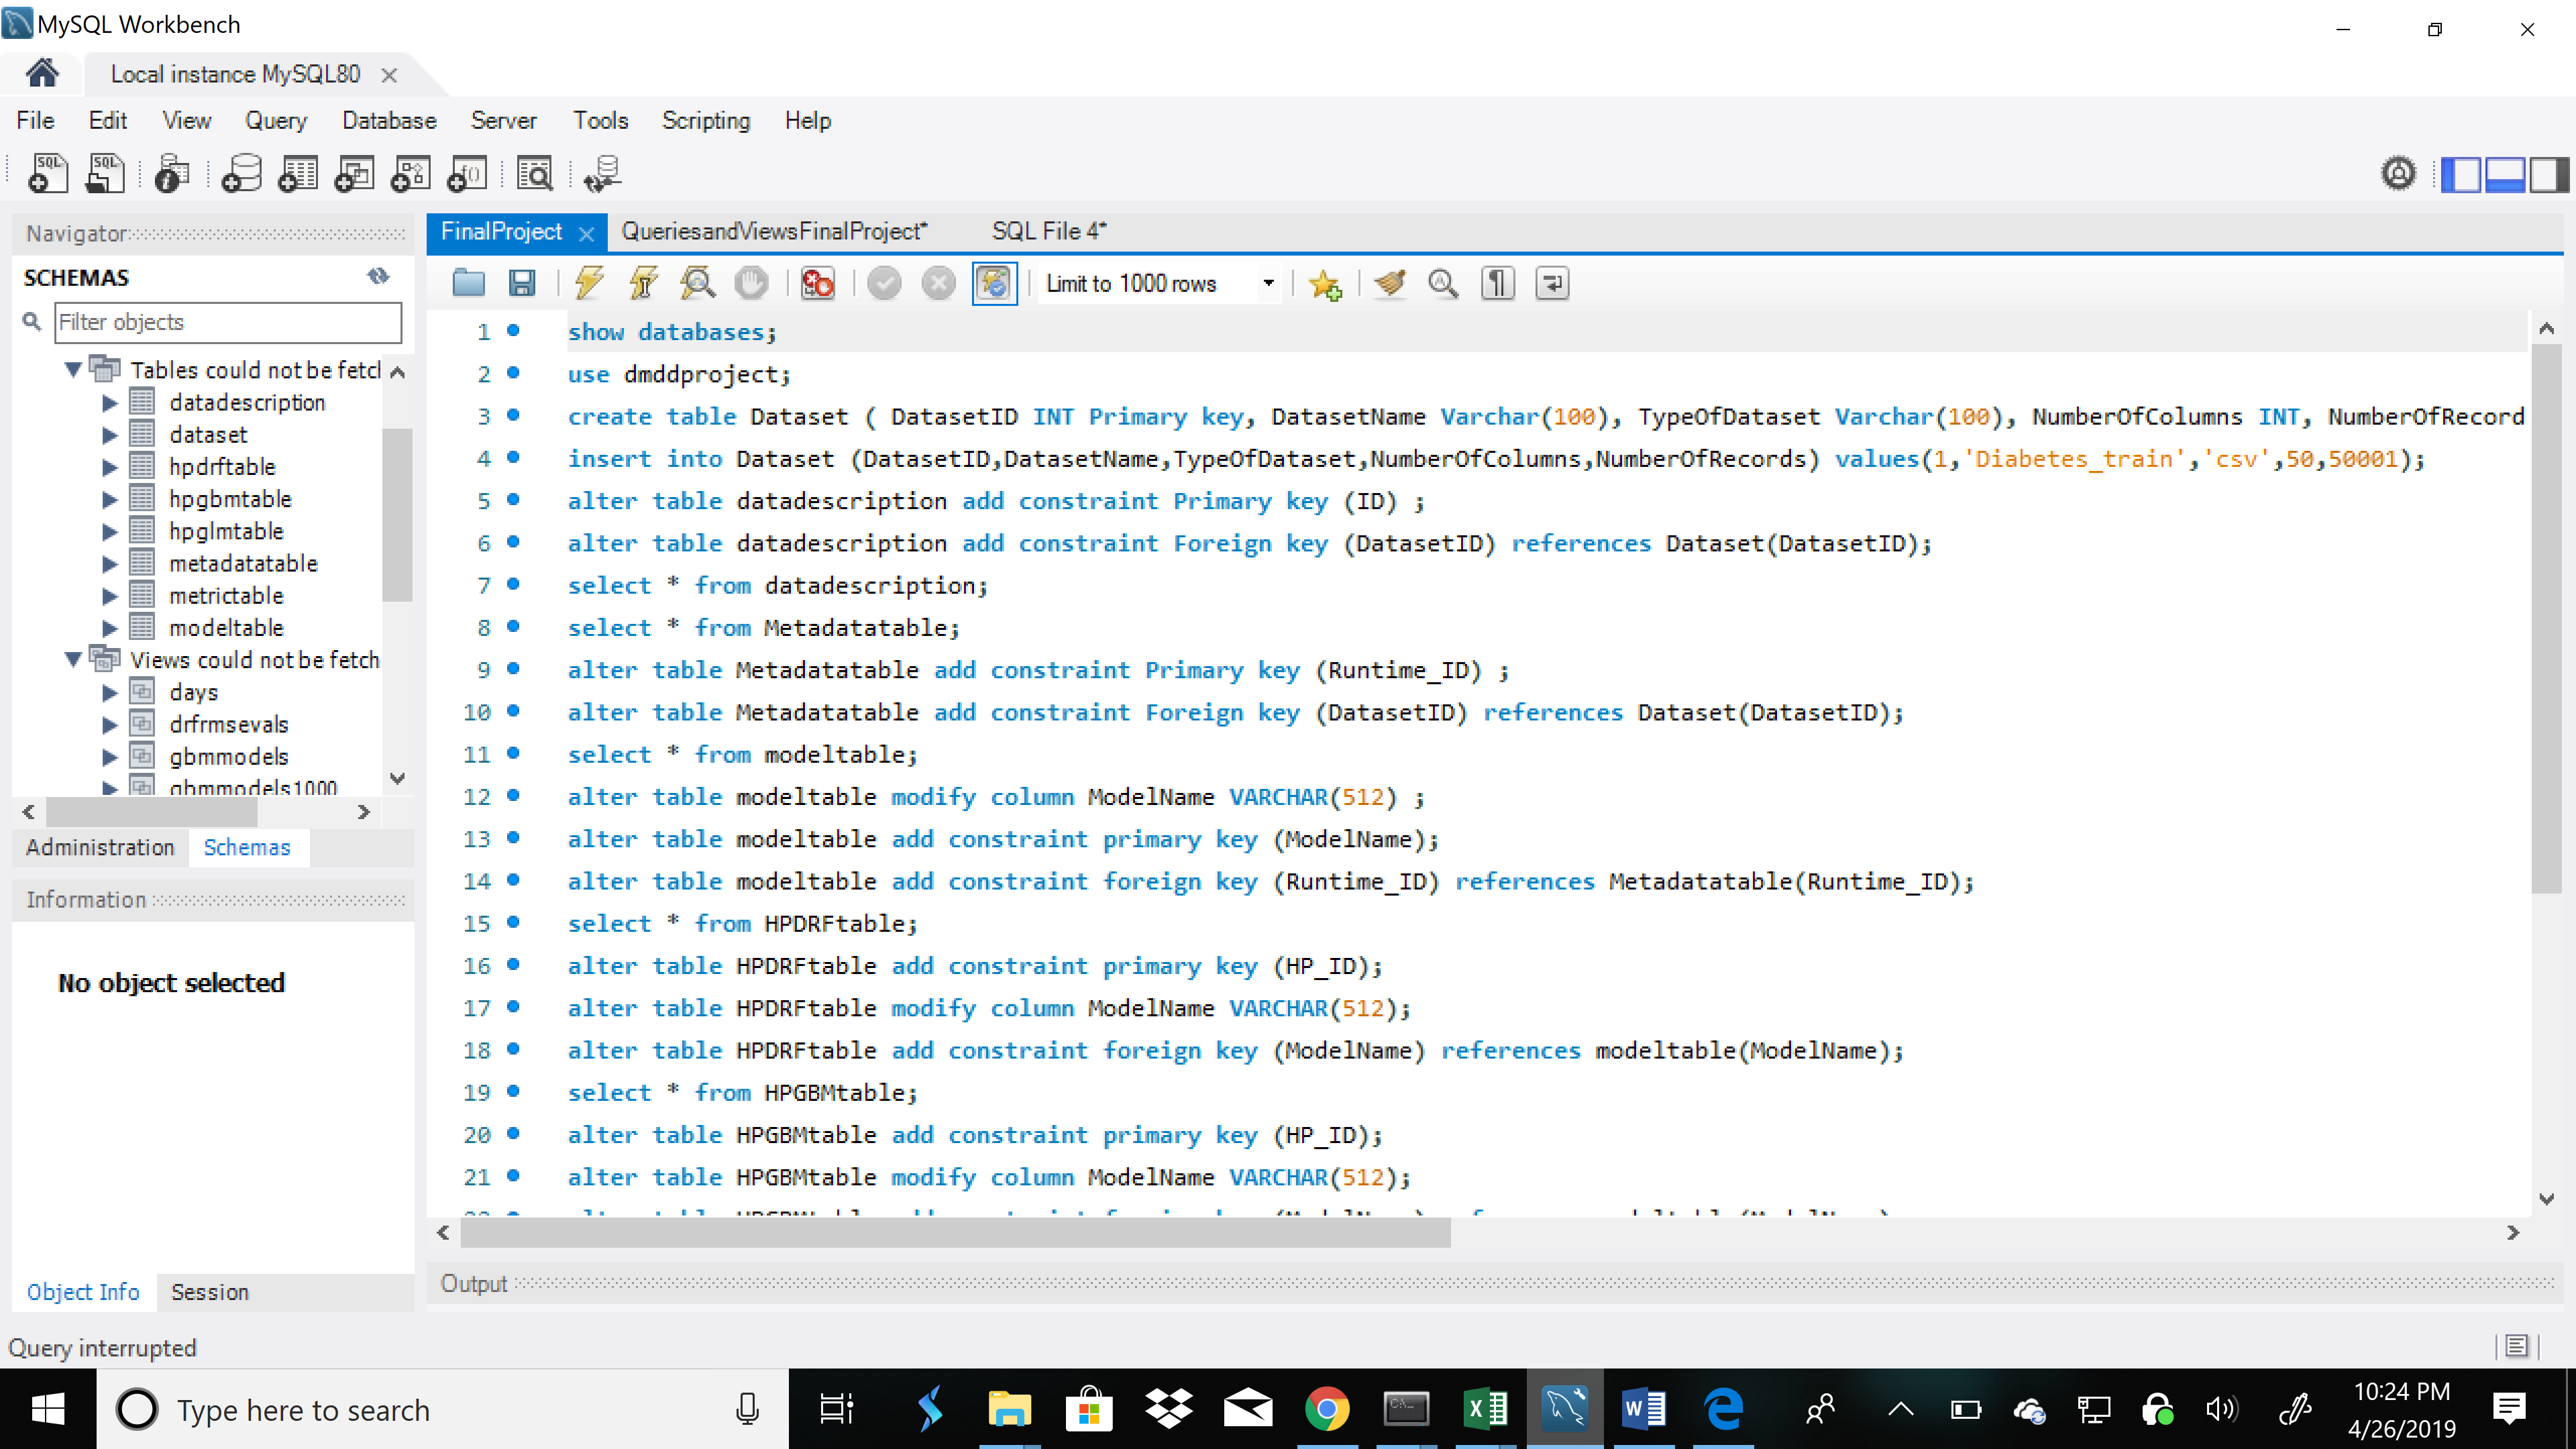 MySQL Workbench
Local instance MySQL80
File Edit View Query Database Server Tools Scripting Help
Navigator
SCHEMAS
Filter objects
Tables could not be fetch
datadescription
dataset
hpdrftable
hpgbmtable
hpglmtable
metadatatable
metrictable
modeltable
Views could not be fetch
days
drfrmsevals
gbmmodels
gbmmodels1000
Administration Schemas
Information
No object selected
Object Info Session
FinalProject QueriesandViewsFinalProject* SQL File 4*
Limit to 1000 rows
1 show databases;
2 use dmddproject;
3 create table Dataset ( DatasetID INT Primary key, DatasetName Varchar(100), TypeOfDataset Varchar(100), NumberOfColumns INT, NumberOfRecord
4 insert into Dataset (DatasetID,DatasetName,TypeOfDataset,NumberOfColumns,NumberOfRecords) values(1,'Diabetes_train','csv',50,50001);
5 alter table datadescription add constraint Primary key (ID) ;
6 alter table datadescription add constraint Foreign key (DatasetID) references Dataset(DatasetID);
7 select * from datadescription;
8 select * from Metadatatable;
9 alter table Metadatatable add constraint Primary key (Runtime_ID) ;
10 alter table Metadatatable add constraint Foreign key (DatasetID) references Dataset(DatasetID);
11 select * from modeltable;
12 alter table modeltable modify column ModelName VARCHAR(512) ;
13 alter table modeltable add constraint primary key (ModelName);
14 alter table modeltable add constraint foreign key (Runtime_ID) references Metadatatable(Runtime_ID);
15 select * from HPDRFtable;
16 alter table HPDRFtable add constraint primary key (HP_ID);
17 alter table HPDRFtable modify column ModelName VARCHAR(512);
18 alter table HPDRFtable add constraint foreign key (ModelName) references modeltable(ModelName);
19 select * from HPGBMtable;
20 alter table HPGBMtable add constraint primary key (HP_ID);
21 alter table HPGBMtable modify column ModelName VARCHAR(512);
Output
Query interrupted
Type here to search
10:24 PM
4/26/2019